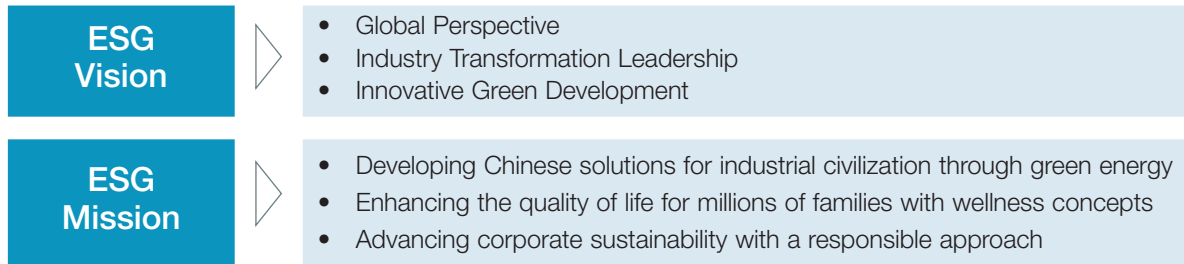 ESG
Vision
• Global Perspective
• Industry Transformation Leadership
• Innovative Green Development
ESG
Mission
• Developing Chinese solutions for industrial civilization through green energy
• Enhancing the quality of life for millions of families with wellness concepts
• Advancing corporate sustainability with a responsible approach